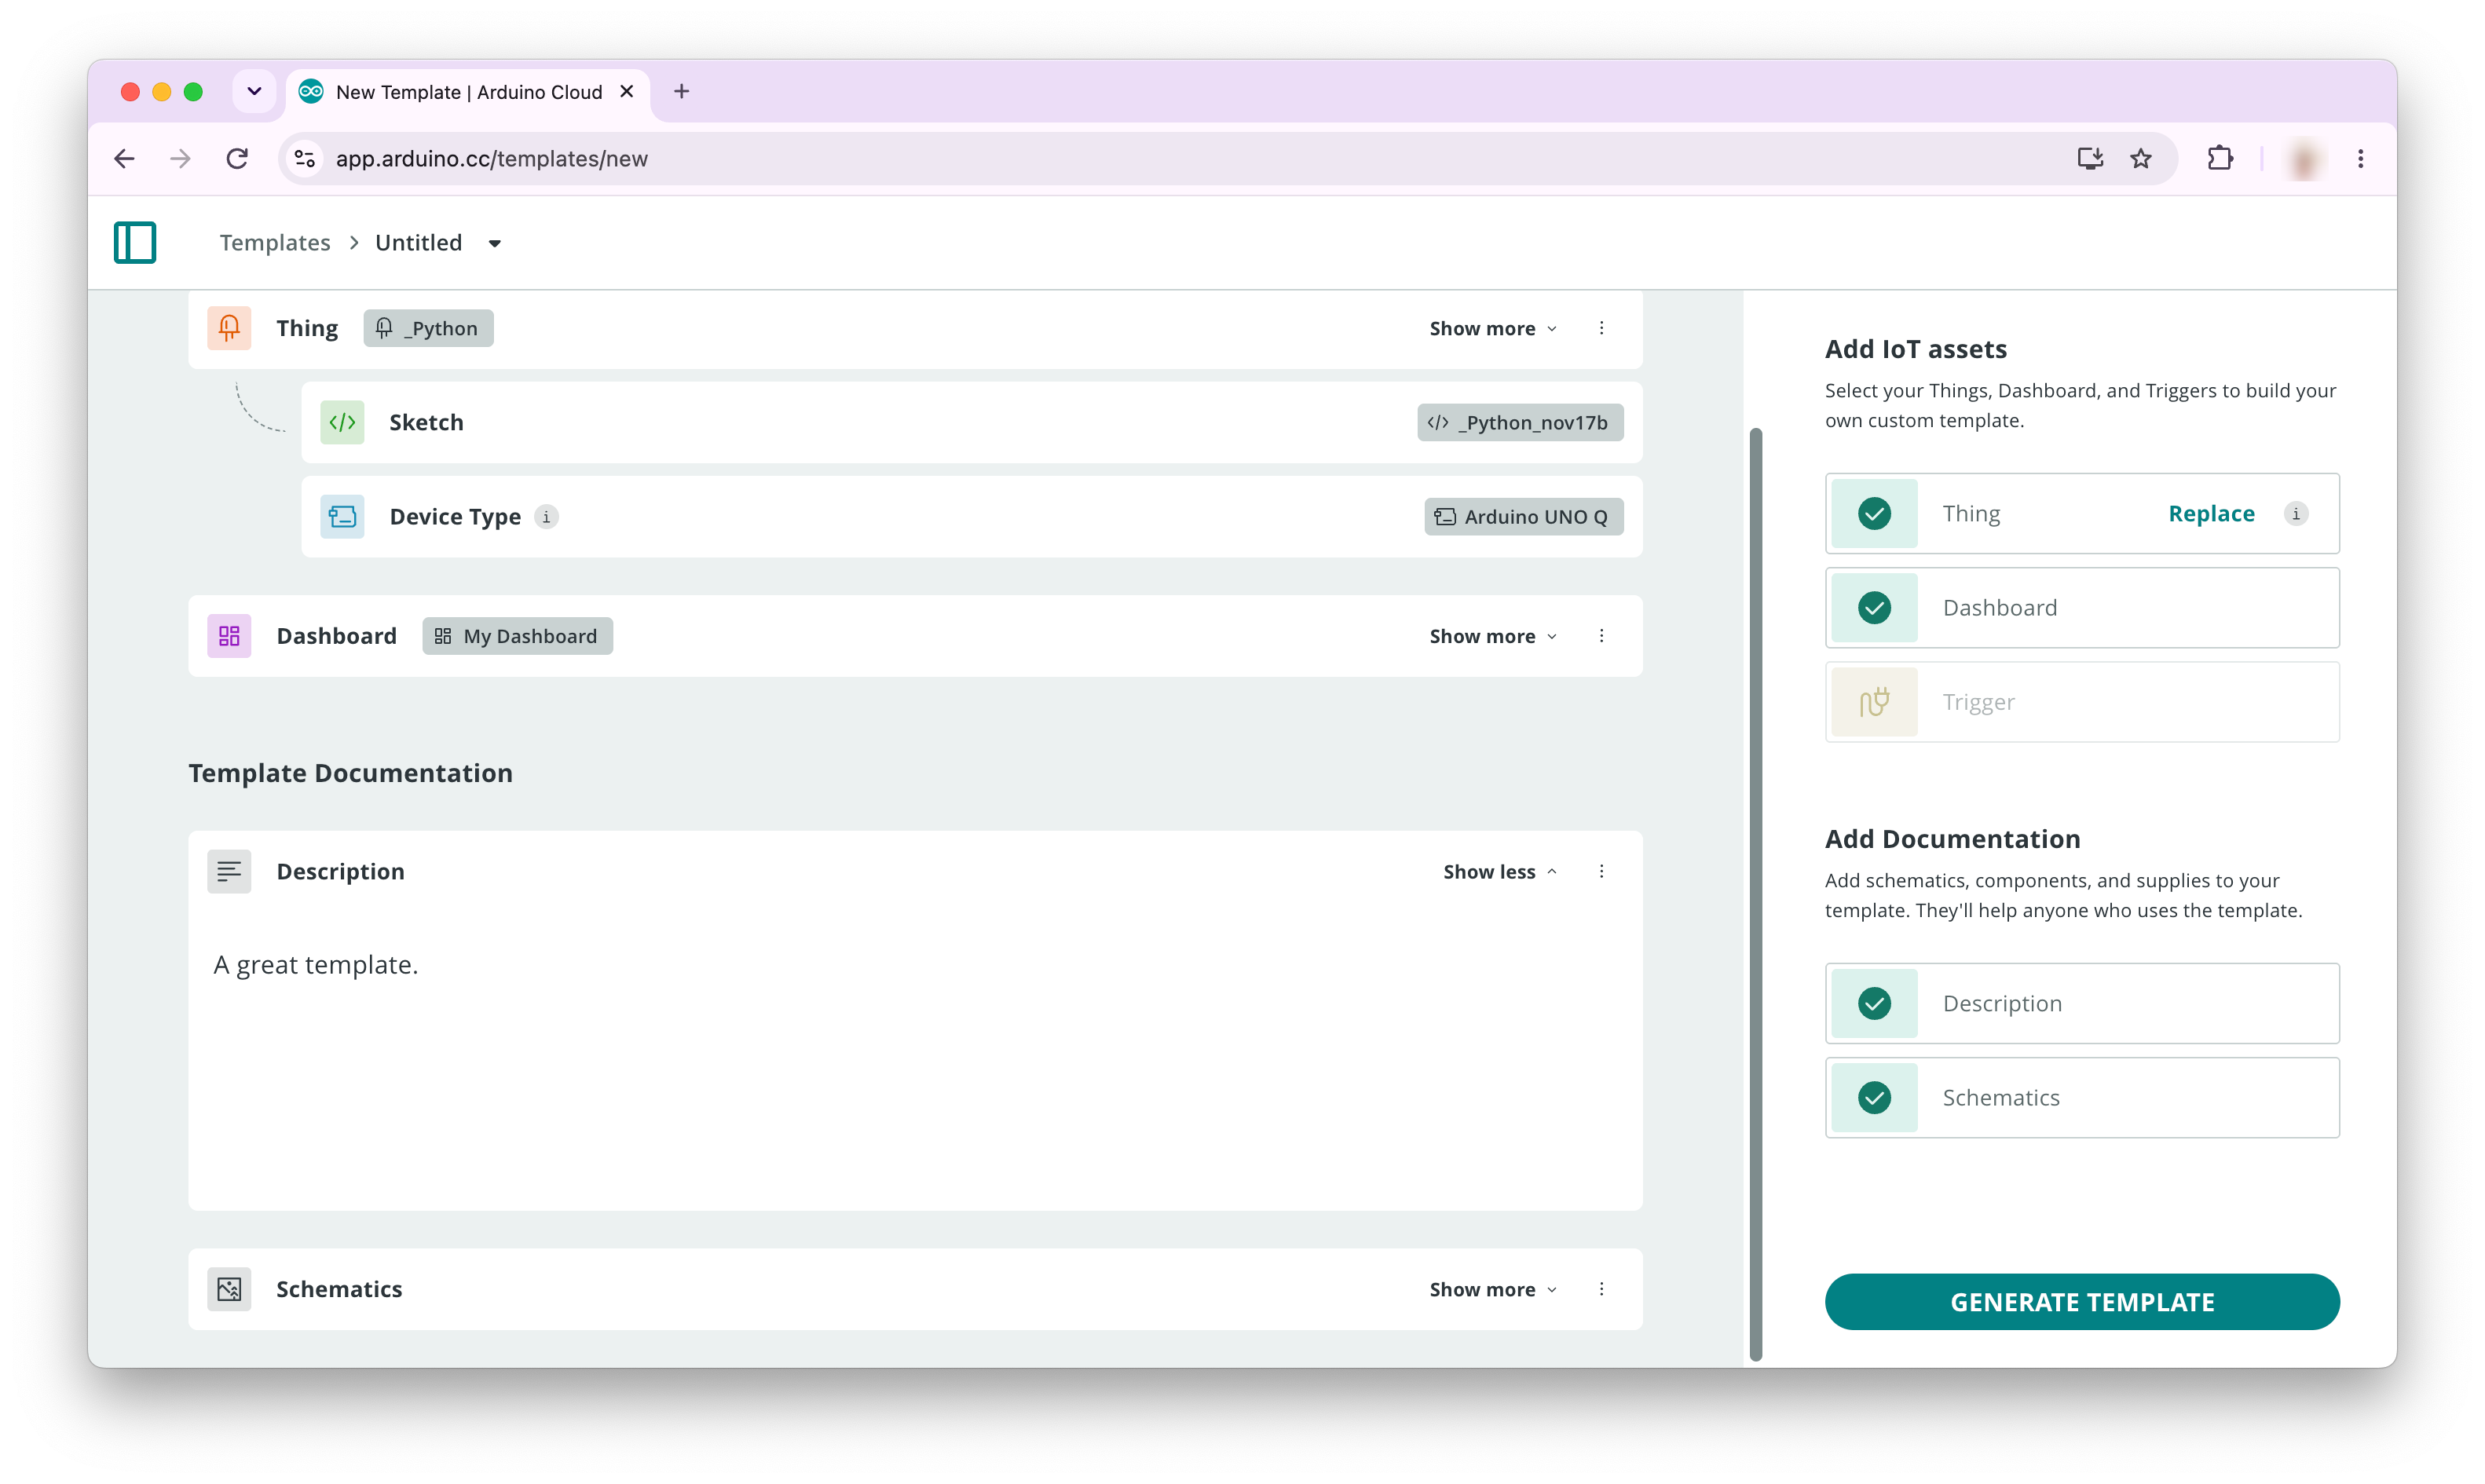 New Template | Arduino Cloud
app.arduino.cc/templates/new
Templates > Untitled
Thing
_Python
Show more
Sketch
</> _Python_nov17b
Device Type
i
Arduino UNO Q
Dashboard
My Dashboard
Show more
Template Documentation
Description
Show less
A great template.
Schematics
Show more
Add IoT assets
Select your Things, Dashboard, and Triggers to build your
own custom template.
Thing
Replace
i
Dashboard
Trigger
Add Documentation
Add schematics, components, and supplies to your
template. They'll help anyone who uses the template.
Description
Schematics
GENERATE TEMPLATE